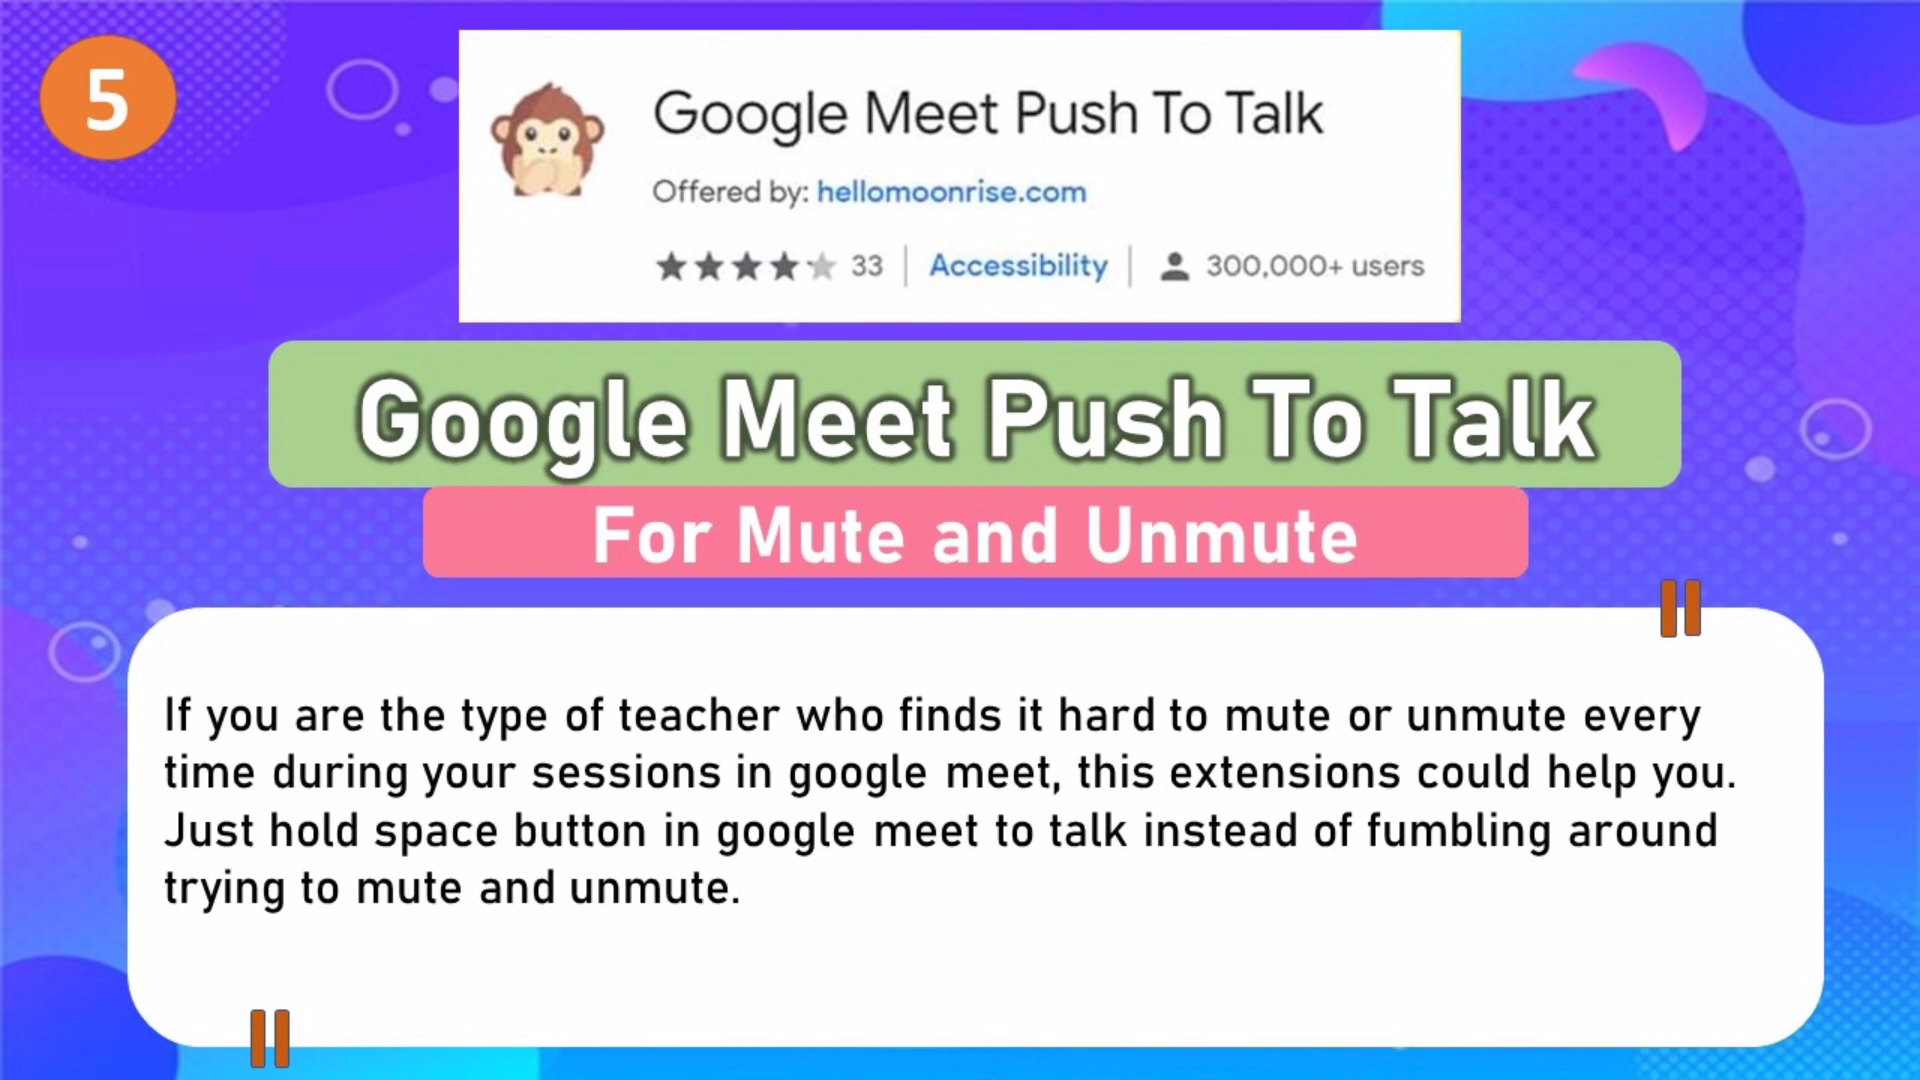 5
Google Meet Push To Talk
Offered by: hellomoonrise.com
33 | Accessibility | 300,000+ users
Google Meet Push To Talk
For Mute and Unmute
If you are the type of teacher who finds it hard to mute or unmute every
time during your sessions in google meet, this extensions could help you.
Just hold space button in google meet to talk instead of fumbling around
trying to mute and unmute.